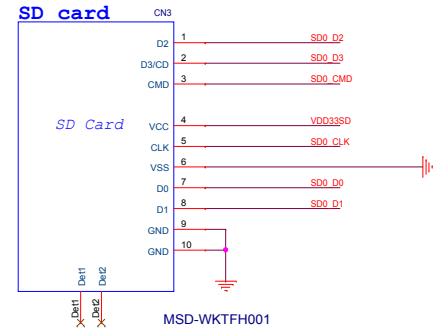 SD card CN3
D2 1 SD0_D2
D3/CD 2 SD0_D3
CMD 3 SD0_CMD
SD Card
VCC 4 VDD33SD
CLK 5 SD0_CLK
VSS 6
D0 7 SD0_D0
D1 8 SD0_D1
GND 9
GND 10
Det1 Det2
Det1 Det2
MSD-WKTFH001